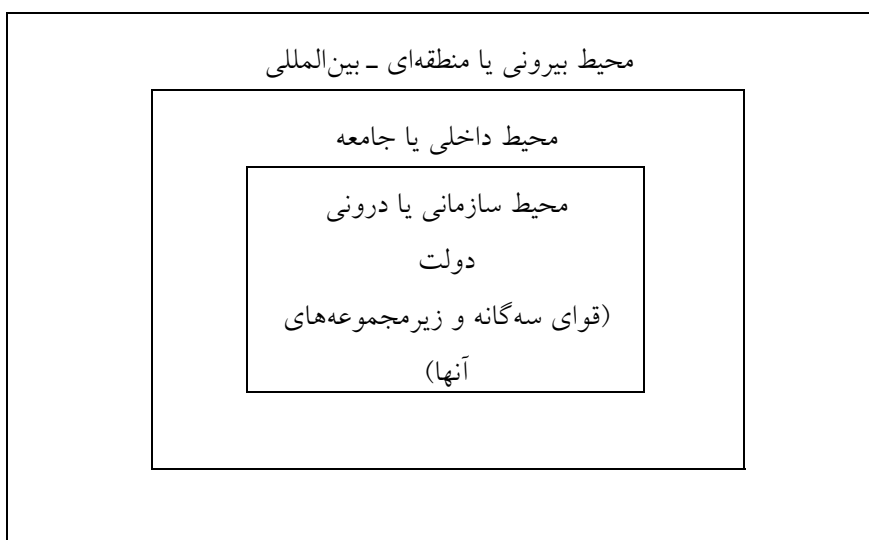 محیط بیرونی یا منطقه‌ای ـ بین‌المللی
محیط داخلی یا جامعه
محیط سازمانی یا درونی
دولت
(قوای سه‌گانه و زیرمجموعه‌های
آنها)